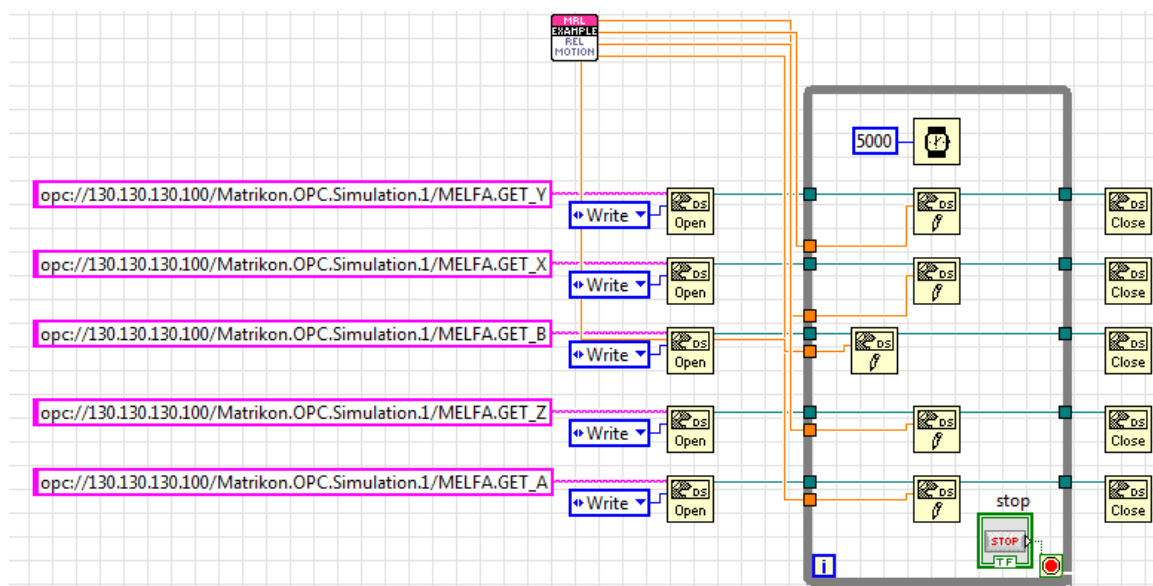 MRL
EXAMPLE
REL
MOTION
5000
opc://130.130.130.100/Matrikon.OPC.Simulation.1/MELFA.GET_Y
Write
DS
Open
DS
DS
Close
opc://130.130.130.100/Matrikon.OPC.Simulation.1/MELFA.GET_X
Write
DS
Open
DS
DS
Close
opc://130.130.130.100/Matrikon.OPC.Simulation.1/MELFA.GET_B
Write
DS
Open
DS
DS
Close
opc://130.130.130.100/Matrikon.OPC.Simulation.1/MELFA.GET_Z
Write
DS
Open
DS
DS
Close
opc://130.130.130.100/Matrikon.OPC.Simulation.1/MELFA.GET_A
Write
DS
Open
DS
DS
Close
stop
STOP
TF
i